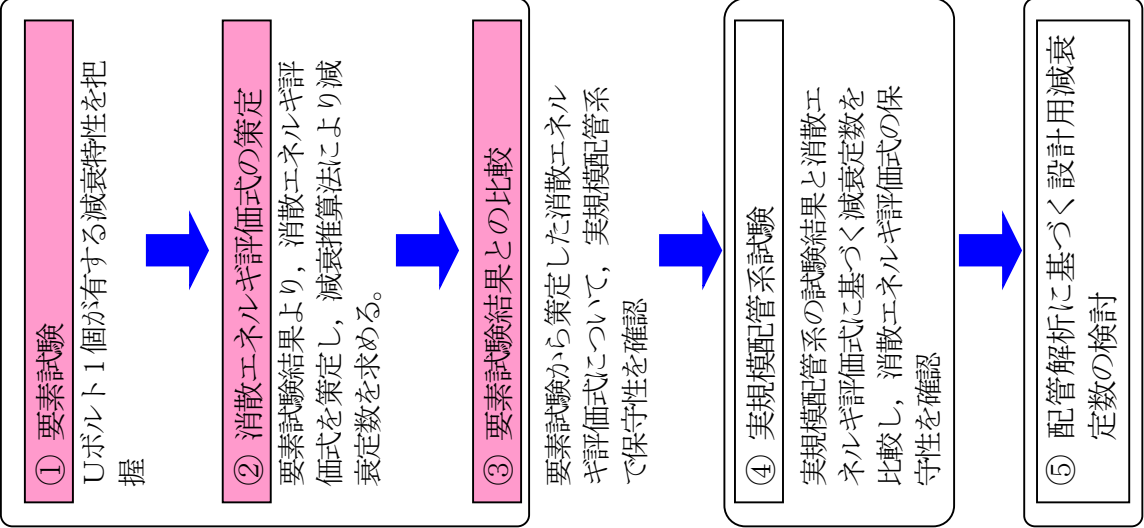 ① 要素試験
Uボルト1個が有する減衰特性を把
握
② 消散エネルギ評価式の策定
要素試験結果より，消散エネルギ評
価式を策定し，減衰推算法により減
衰定数を求める。
③ 要素試験結果との比較
要素試験から策定した消散エネル
ギ評価式について，実規模配管系
で保守性を確認
④ 実規模配管系試験
実規模配管系の試験結果と消散エ
ネルギ評価式に基づく減衰定数を
比較し，消散エネルギ評価式の保
守性を確認
⑤ 配管解析に基づく設計用減衰
定数の検討